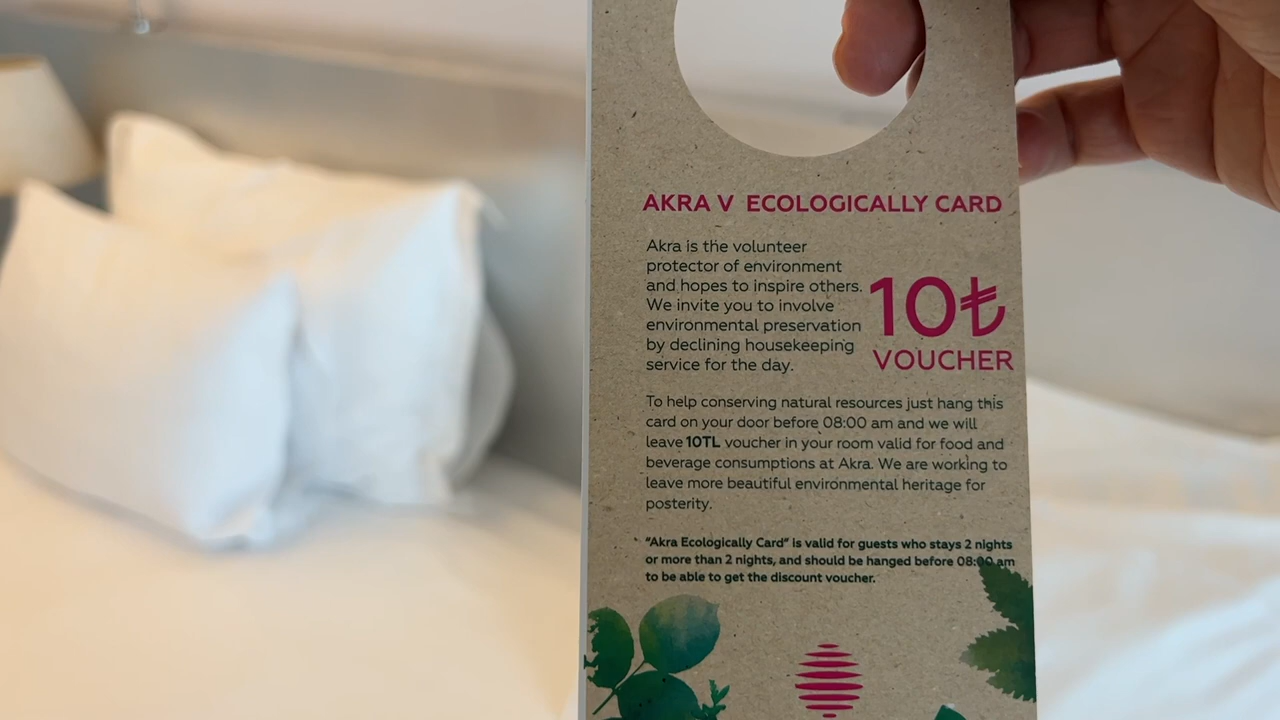 AKRA V ECOLOGICALLY CARD
Akra is the volunteer
protector of environment
and hopes to inspire others.
We invite you to involve
environmental preservation
by declining housekeeping
service for the day.
10₺
VOUCHER
To help conserving natural resources just hang this
card on your door before 08:00 am and we will
leave 10TL voucher in your room valid for food and
beverage consumptions at Akra. We are working to
leave more beautiful environmental heritage for
posterity.
"Akra Ecologically Card" is valid for guests who stays 2 nights
or more than 2 nights, and should be hanged before 08:00 am
to be able to get the discount voucher.